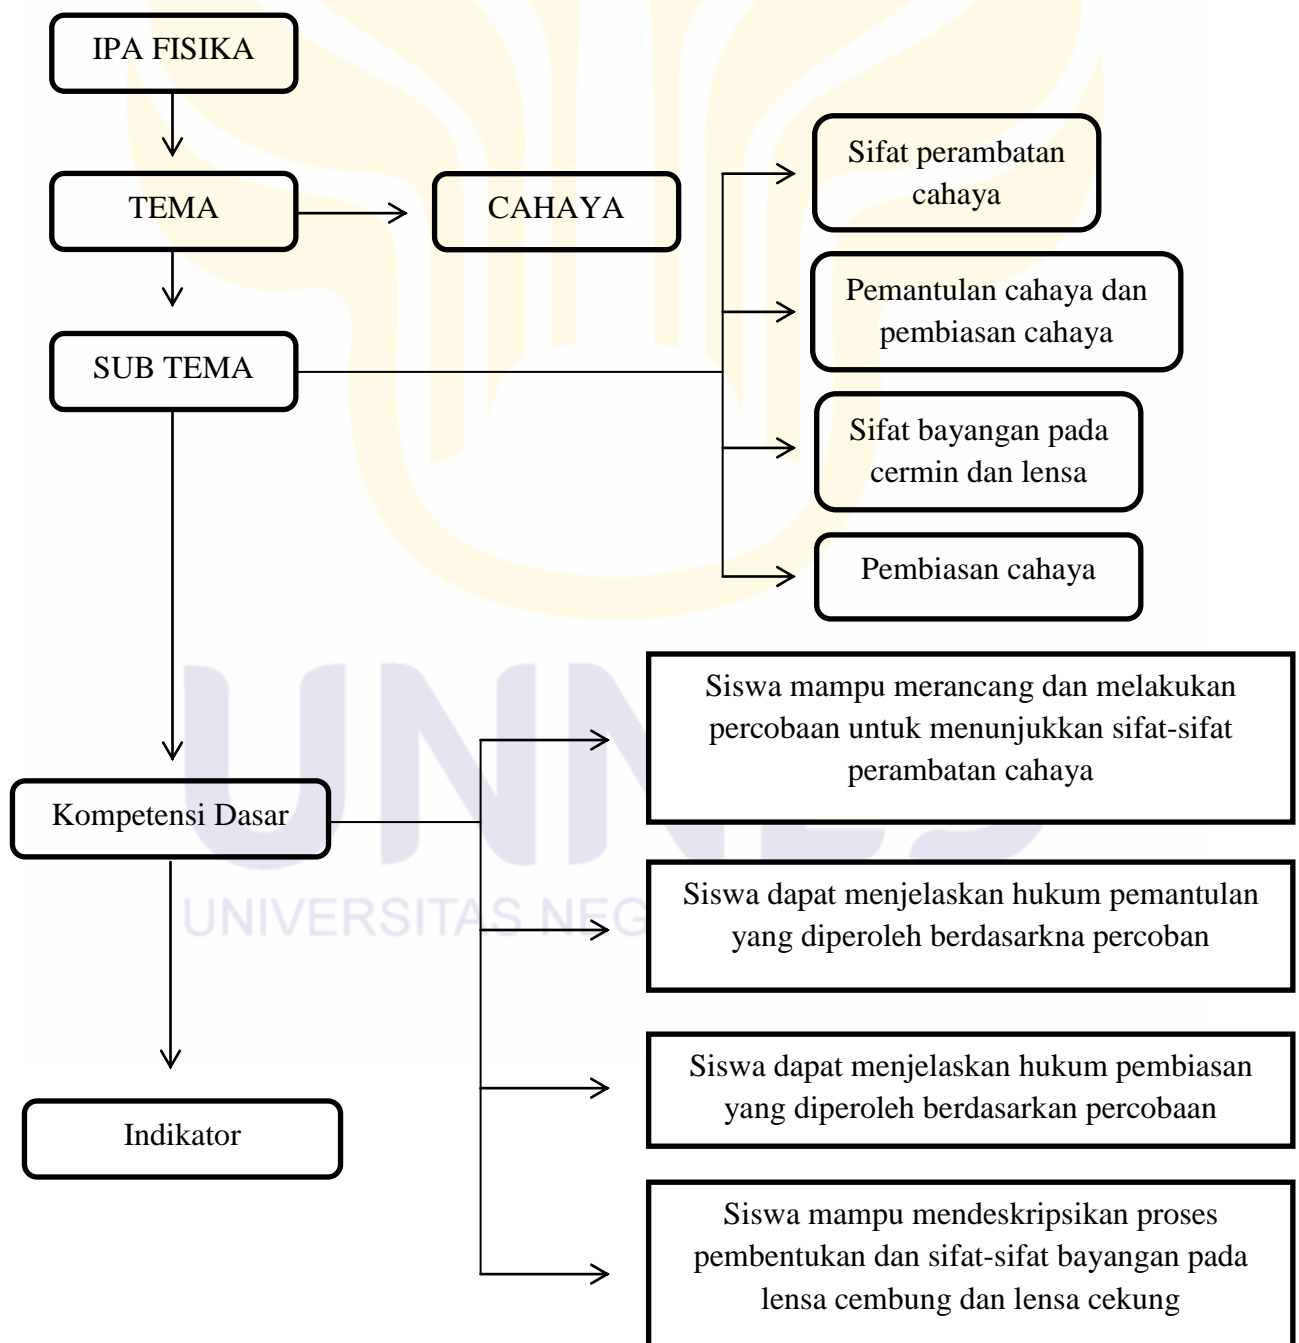 IPA FISIKA
TEMA
CAHAYA
SUB TEMA
Sifat perambatan
cahaya
Pemantulan cahaya dan
pembiasan cahaya
Sifat bayangan pada
cermin dan lensa
Pembiasan cahaya
Kompetensi Dasar
Siswa mampu merancang dan melakukan
percobaan untuk menunjukkan sifat-sifat
perambatan cahaya
Siswa dapat menjelaskan hukum pemantulan
yang diperoleh berdasarkna percoban
Siswa dapat menjelaskan hukum pembiasan
yang diperoleh berdasarkan percobaan
Siswa mampu mendeskripsikan proses
pembentukan dan sifat-sifat bayangan pada
lensa cembung dan lensa cekung
Indikator
UNNES
UNIVERSITAS NEG